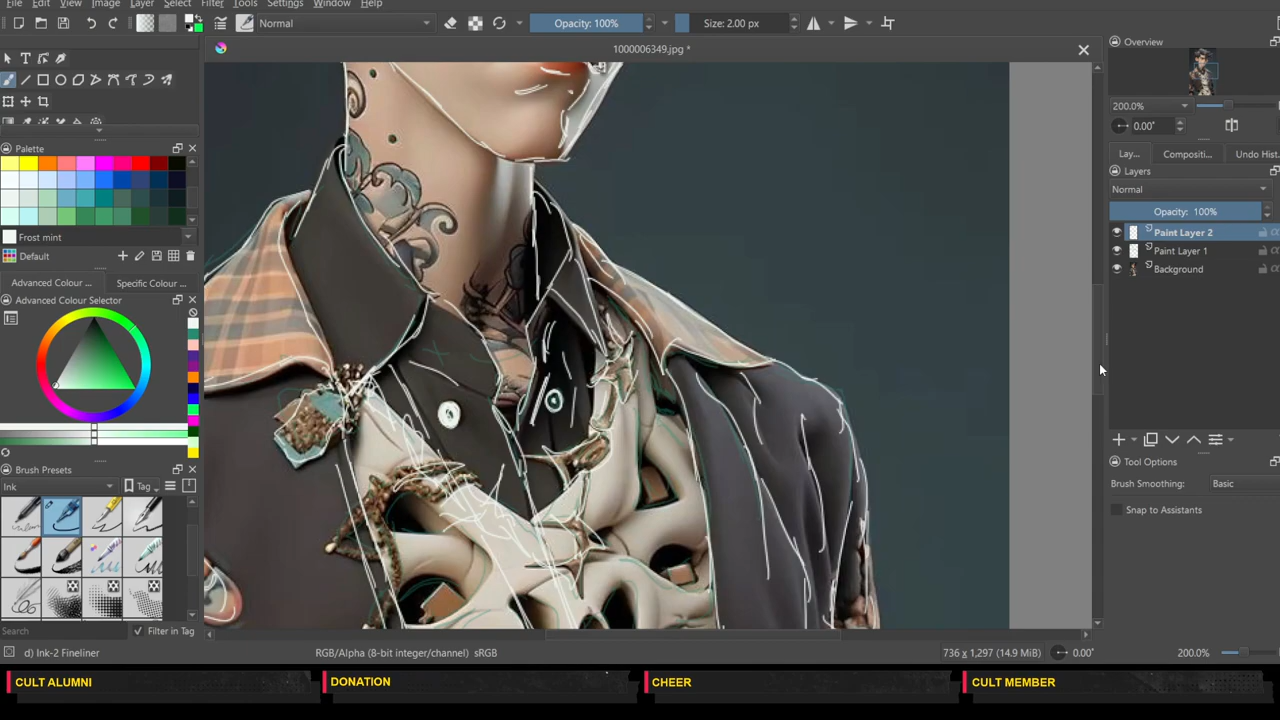 File Edit View Image Layer Select Filter Tools Settings Window Help
Normal
Opacity: 100%
Size: 2.00 px
1000006349.jpg *
Overview
200.0%
0.00°
Palette
Lay...
Compositi...
Undo Hist.
Layers
Normal
Opacity: 100%
Paint Layer 2
Paint Layer 1
Background
Frost mint
Default
Advanced Colour ...
Specific Colour ...
Advanced Colour Selector
Brush Presets
Ink
Tag
Tool Options
Brush Smoothing:
Basic
Snap to Assistants
Search
Filter in Tag
d) Ink-2 Fineliner
RGB/Alpha (8-bit integer/channel) sRGB
736 x 1,297 (14.9 MiB)
0.00°
200.0%
CULT ALUMNI
DONATION
CHEER
CULT MEMBER